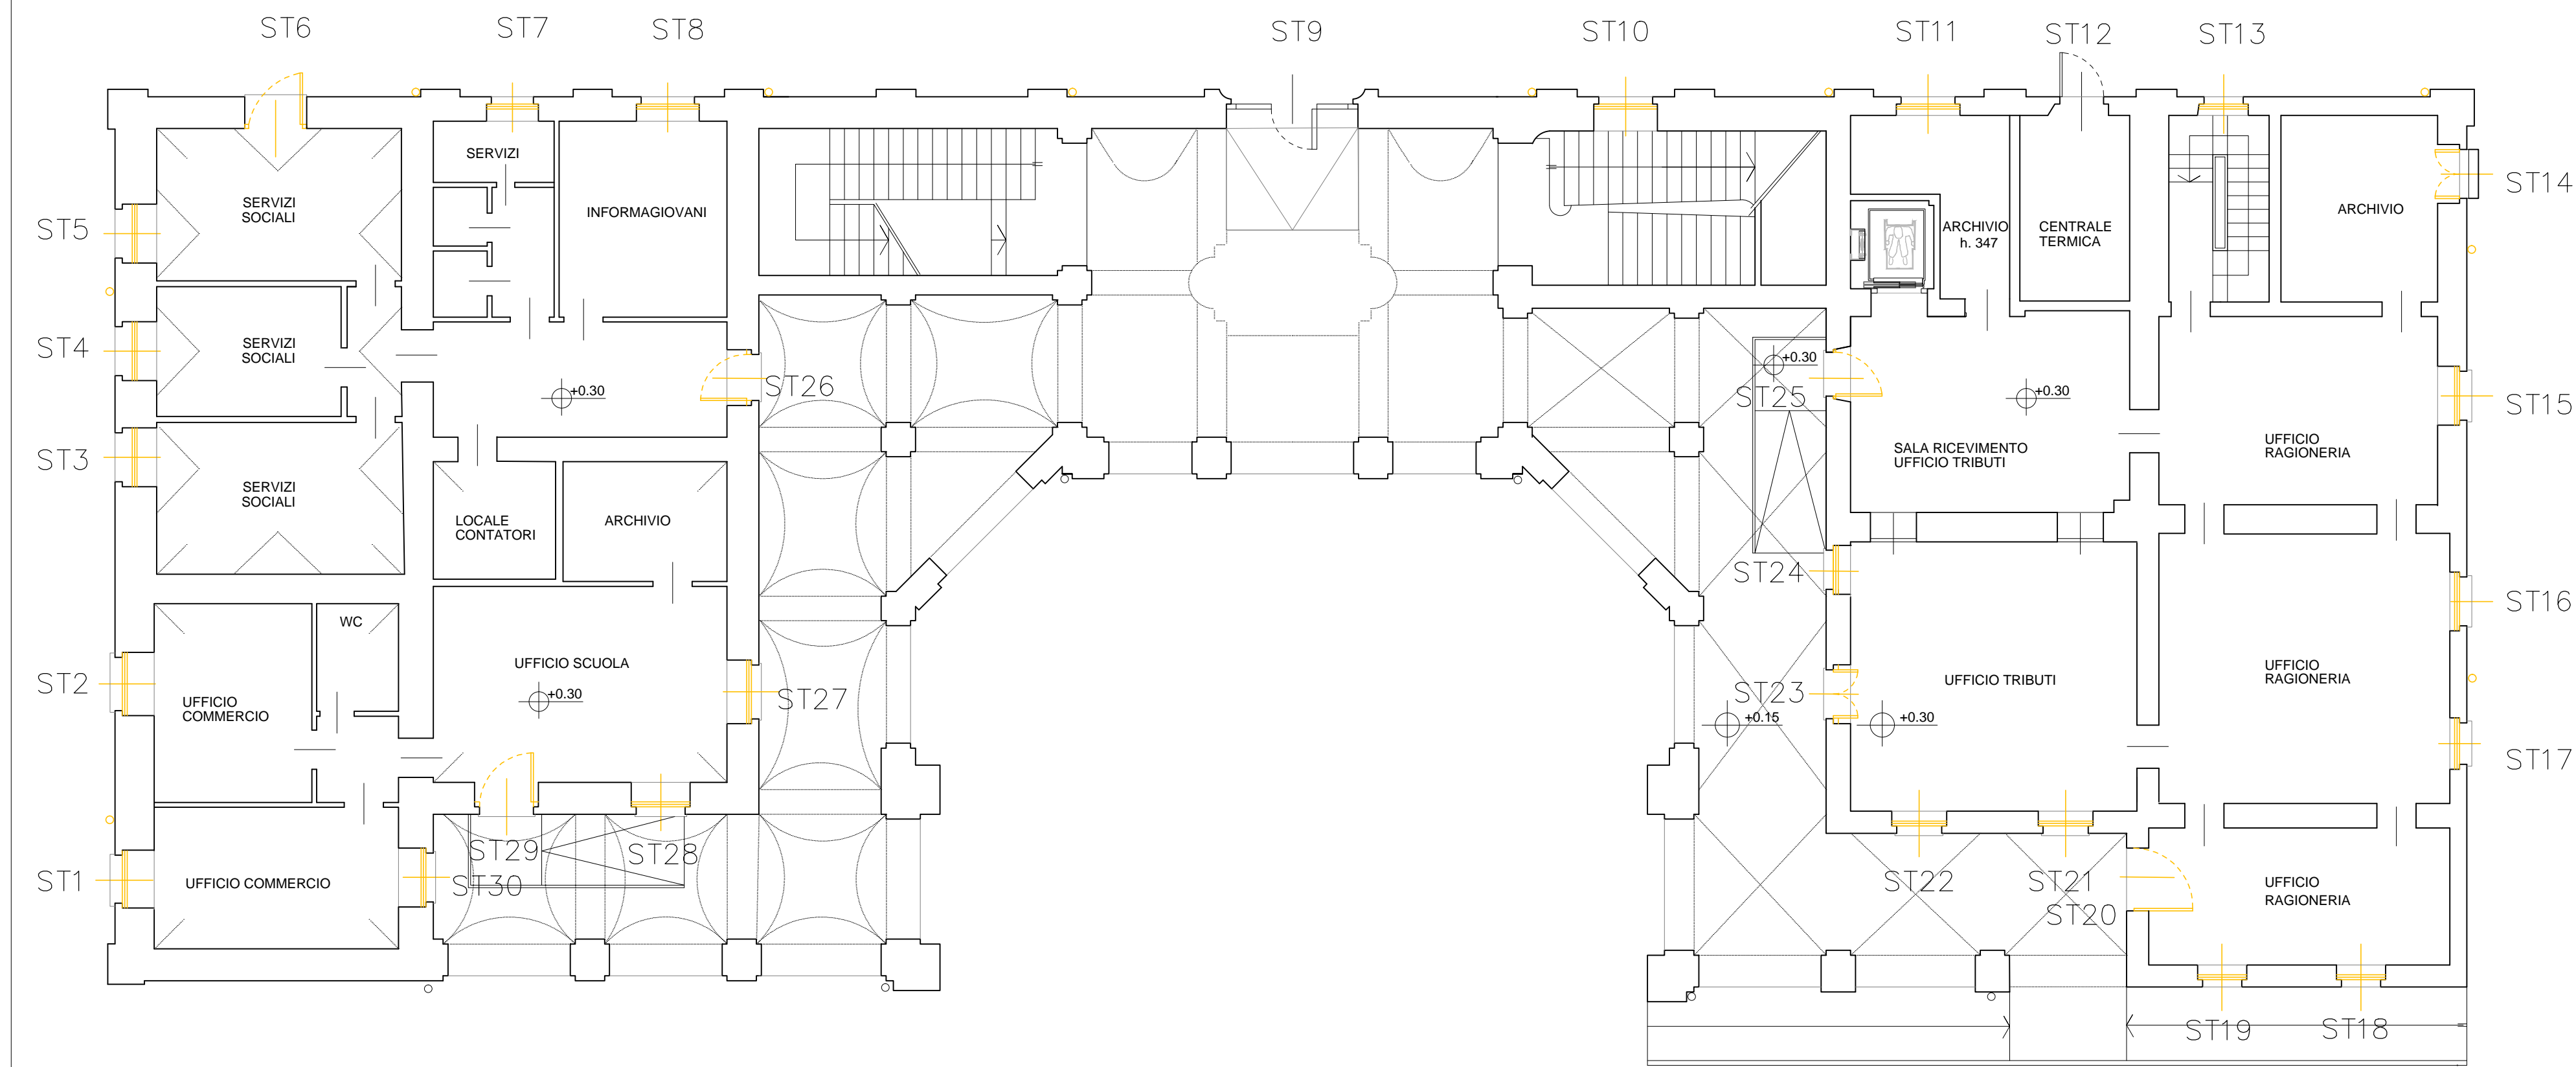 ST6
ST7
ST8
ST9
ST10
ST11
ST12
ST13
SERVIZI
ST14
SERVIZI
SOCIALI
INFORMAGIOVANI
ARCHIVIO
ST5
ARCHIVIO
h. 347
CENTRALE
TERMICA
ST4
SERVIZI
SOCIALI
+0.30
ST26
+0.30
ST25
+0.30
+0.30
ST15
ST3
SERVIZI
SOCIALI
SALA RICEVIMENTO
UFFICIO TRIBUTI
UFFICIO
RAGIONERIA
LOCALE
CONTATORI
ARCHIVIO
ST24
ST16
WC
UFFICIO SCUOLA
ST2
UFFICIO
COMMERCIO
+0.30
ST27
ST23
+0.15
+0.30
UFFICIO TRIBUTI
UFFICIO
RAGIONERIA
ST17
ST29
ST28
ST1
UFFICIO COMMERCIO
ST30
ST22
ST21
ST20
UFFICIO
RAGIONERIA
ST19
ST18